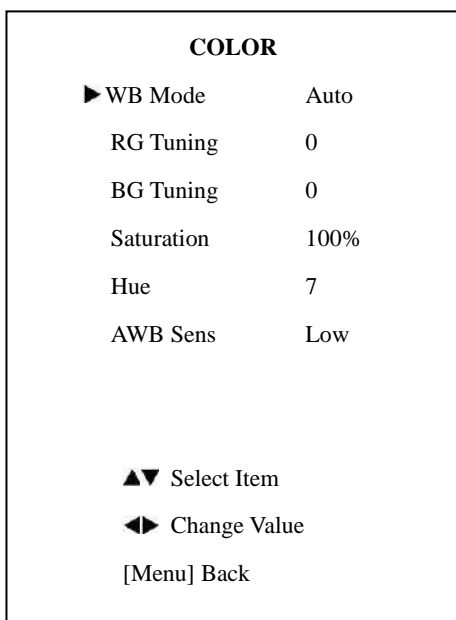 COLOR
▶WB Mode Auto
RG Tuning 0
BG Tuning 0
Saturation 100%
Hue 7
AWB Sens Low
▲▼ Select Item
◀▶ Change Value
[Menu] Back